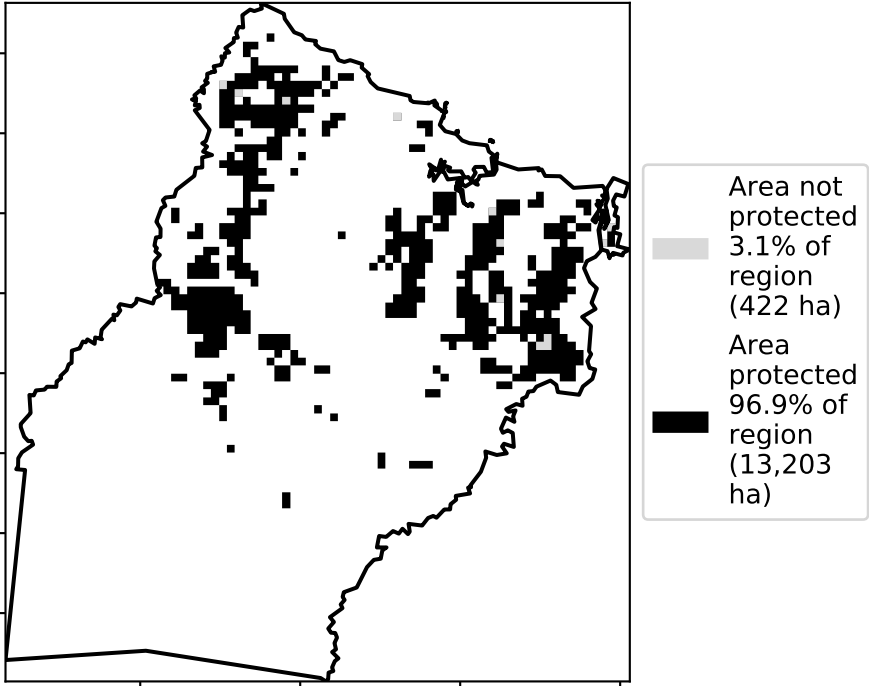 Area not
protected
3.1% of
region
(422 ha)
Area
protected
96.9% of
region
(13,203
ha)